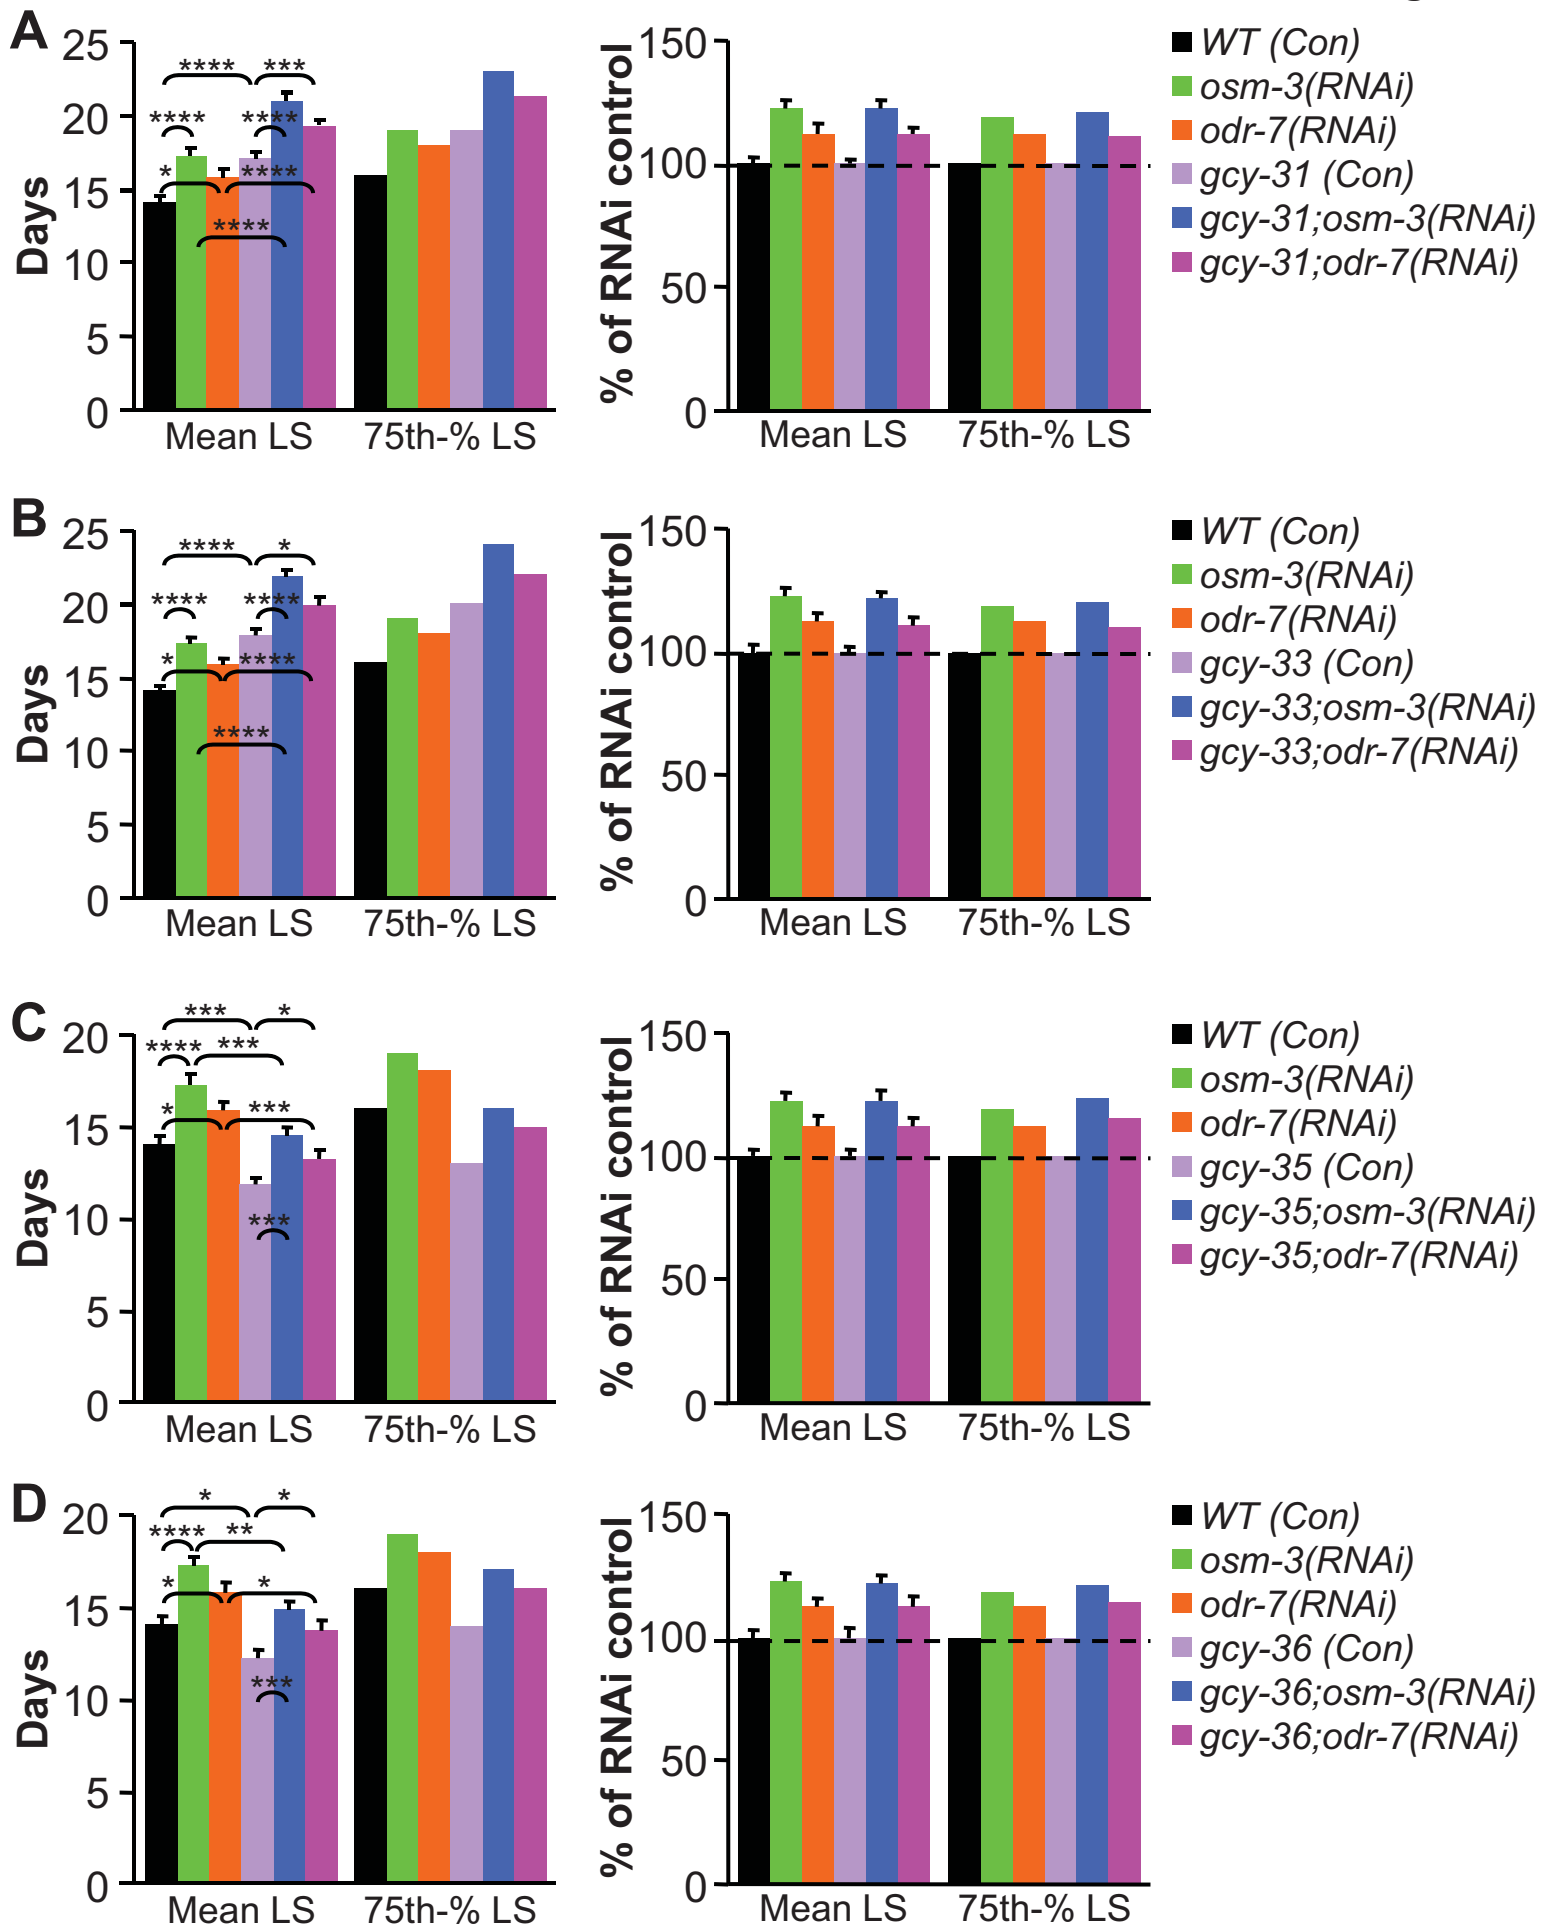 A
25
20
15
10
5
0
Days
**** ***
**** ****
* ****
****
Mean LS 75th-% LS
150
100
50
0
% of RNAi control
Mean LS 75th-% LS
WT (Con)
osm-3(RNAi)
odr-7(RNAi)
gcy-31 (Con)
gcy-31;osm-3(RNAi)
gcy-31;odr-7(RNAi)
B
25
20
15
10
5
0
Days
**** *
**** ****
* ****
****
Mean LS 75th-% LS
150
100
50
0
% of RNAi control
Mean LS 75th-% LS
WT (Con)
osm-3(RNAi)
odr-7(RNAi)
gcy-33 (Con)
gcy-33;osm-3(RNAi)
gcy-33;odr-7(RNAi)
C
20
15
10
5
0
Days
*** *
**** ***
* ***
***
Mean LS 75th-% LS
150
100
50
0
% of RNAi control
Mean LS 75th-% LS
WT (Con)
osm-3(RNAi)
odr-7(RNAi)
gcy-35 (Con)
gcy-35;osm-3(RNAi)
gcy-35;odr-7(RNAi)
D
20
15
10
5
0
Days
* *
**** **
* *
***
Mean LS 75th-% LS
150
100
50
0
% of RNAi control
Mean LS 75th-% LS
WT (Con)
osm-3(RNAi)
odr-7(RNAi)
gcy-36 (Con)
gcy-36;osm-3(RNAi)
gcy-36;odr-7(RNAi)